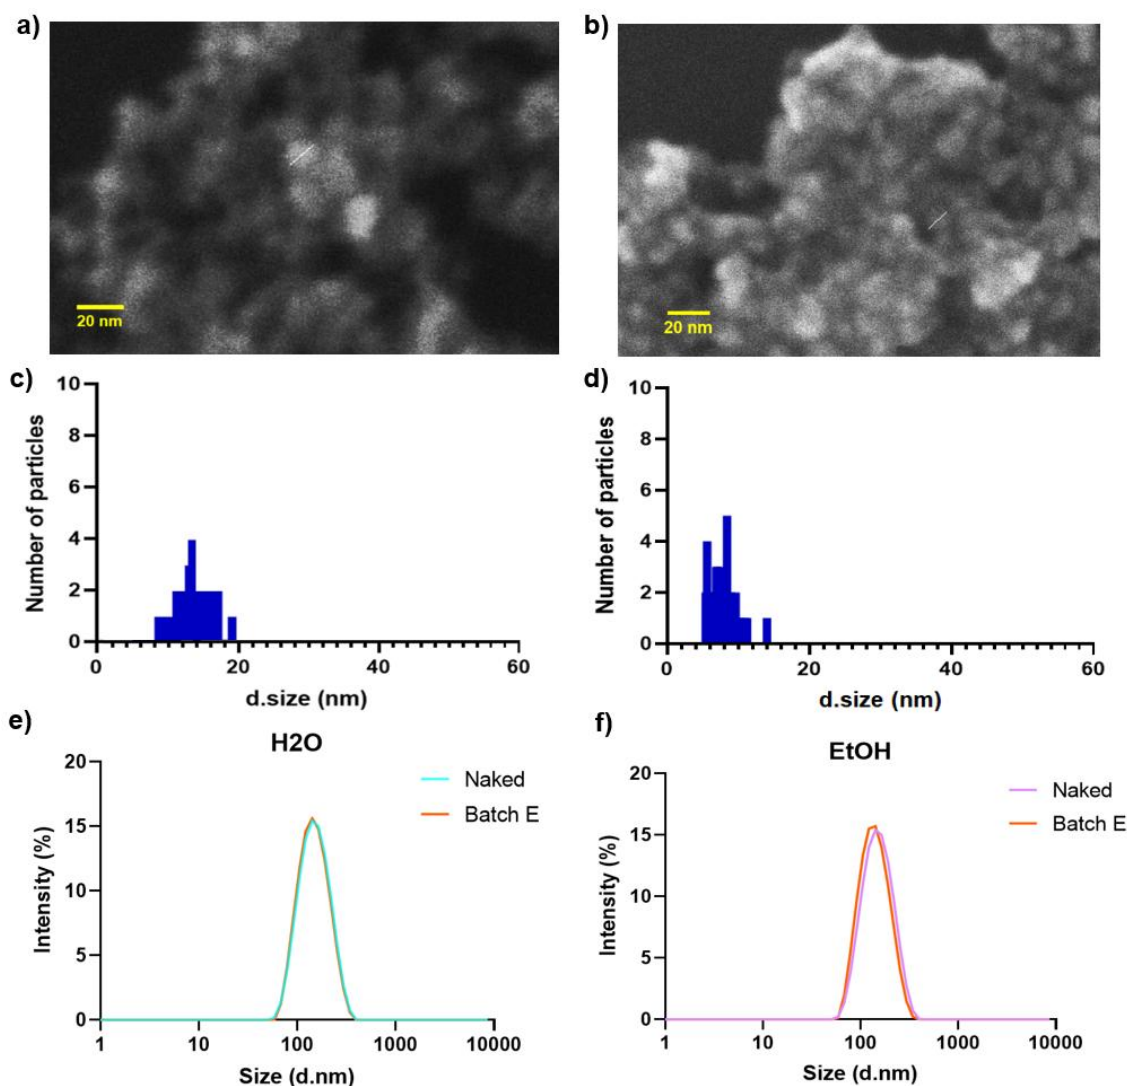 a)
b)
20 nm
20 nm
c)
d)
Number of particles
10
8
6
4
2
0
0
20
40
60
d.size (nm)
Number of particles
10
8
6
4
2
0
0
20
40
60
d.size (nm)
e)
f)
H2O
Intensity (%)
20
15
10
5
0
1
10
100
1000
10000
Size (d.nm)
Naked
Batch E
EtOH
Intensity (%)
20
15
10
5
0
1
10
100
1000
10000
Size (d.nm)
Naked
Batch E